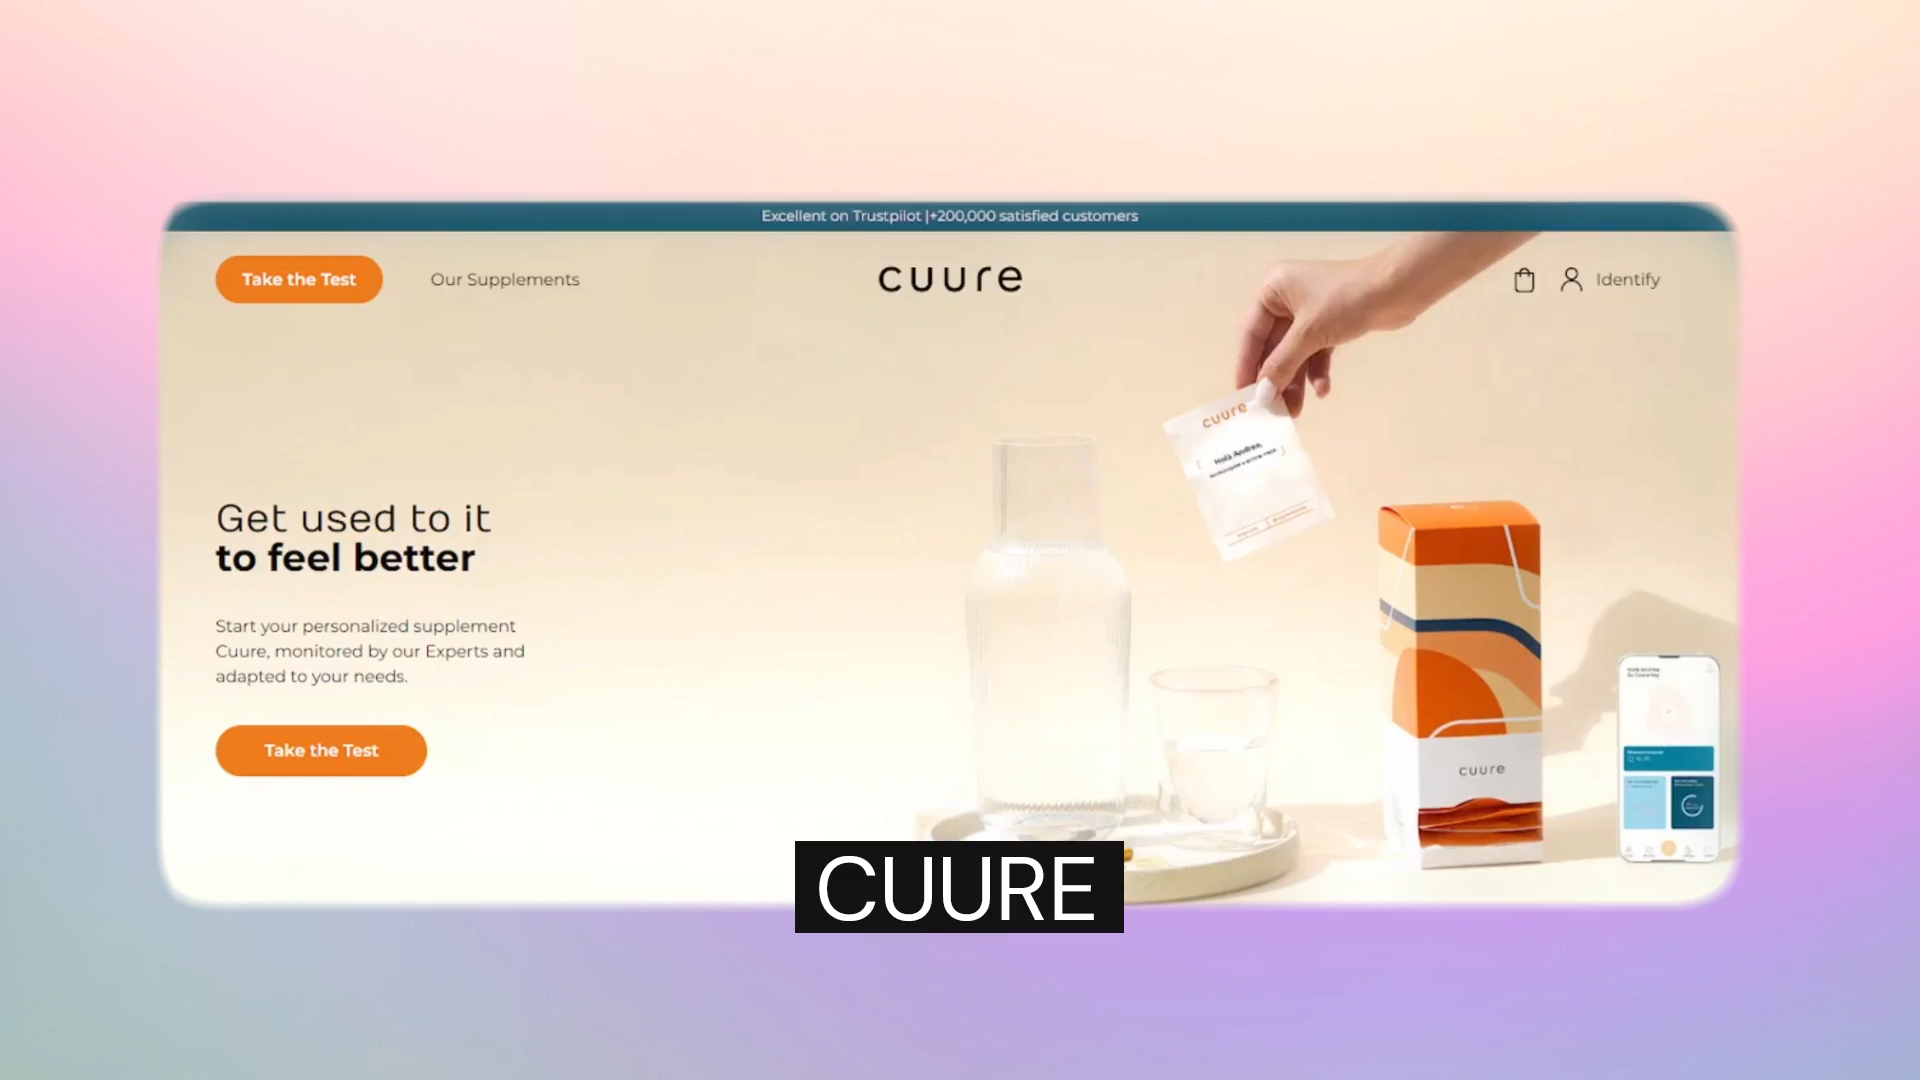 Excellent on Trustpilot |+200,000 satisfied customers
Take the Test
Our Supplements
cuure
Identify
cuure
Hola Andrea,
Get used to it
to feel better
Start your personalized supplement
Cuure, monitored by our Experts and
adapted to your needs.
Take the Test
cuure
CUURE